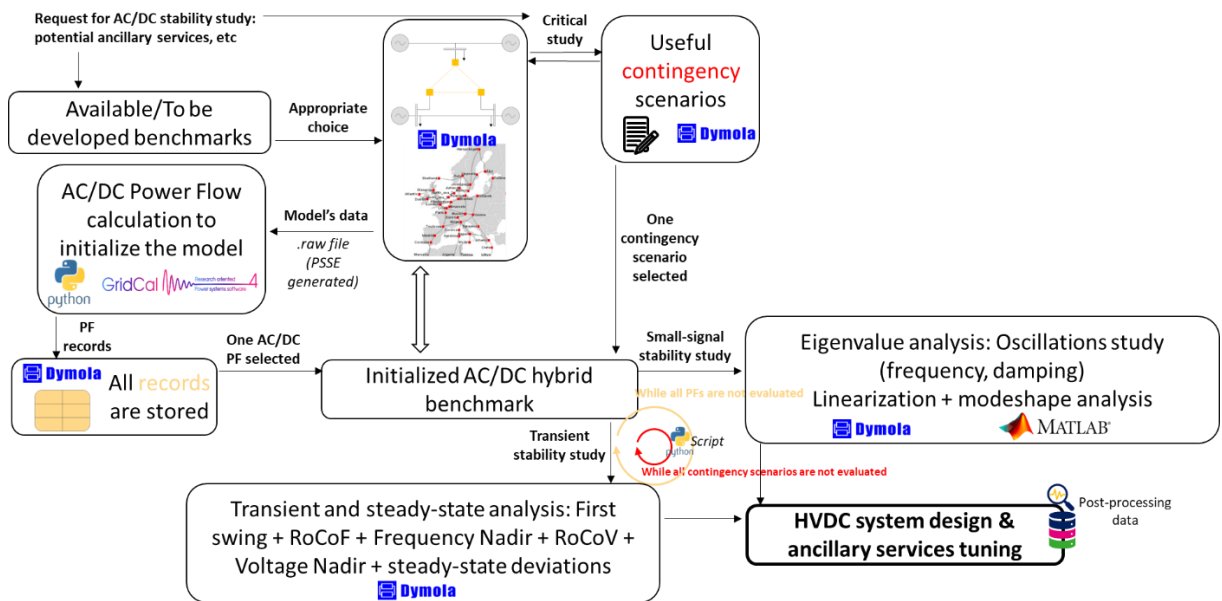 Request for AC/DC stability study:
potential ancillary services, etc
Critical
study
Useful
contingency
scenarios
Dymola
Available/To be
developed benchmarks
Appropriate
choice
Dymola
AC/DC Power Flow
calculation to
initialize the model
python
GridCal
Research oriented
Power systems software
4
Model's data
.raw file
(PSSE
generated)
One
contingency
scenario
selected
PF
records
One AC/DC
PF selected
Dymola
All records
are stored
Initialized AC/DC hybrid
benchmark
Small-signal
stability study
While all PFs are not evaluated
Eigenvalue analysis: Oscillations study
(frequency, damping)
Linearization + modeshape analysis
Dymola
MATLAB®
Transient
stability study
python
Script
While all contingency scenarios are not evaluated
Transient and steady-state analysis: First
swing + RoCoF + Frequency Nadir + RoCoV +
Voltage Nadir + steady-state deviations
Dymola
HVDC system design &
ancillary services tuning
Post-processing
data